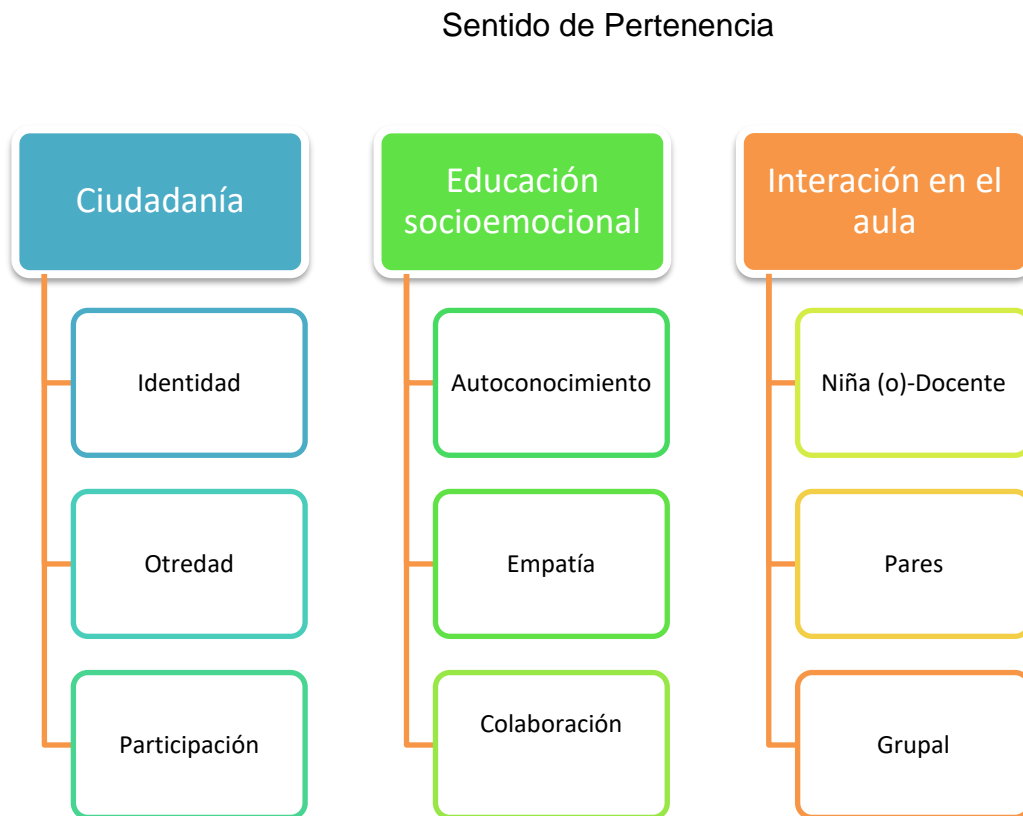 Sentido de Pertenencia
Ciudadanía
Identidad
Otredad
Participación
Educación
socioemocional
Autoconocimiento
Empatía
Colaboración
Interación en el
aula
Niña (o)-Docente
Pares
Grupal